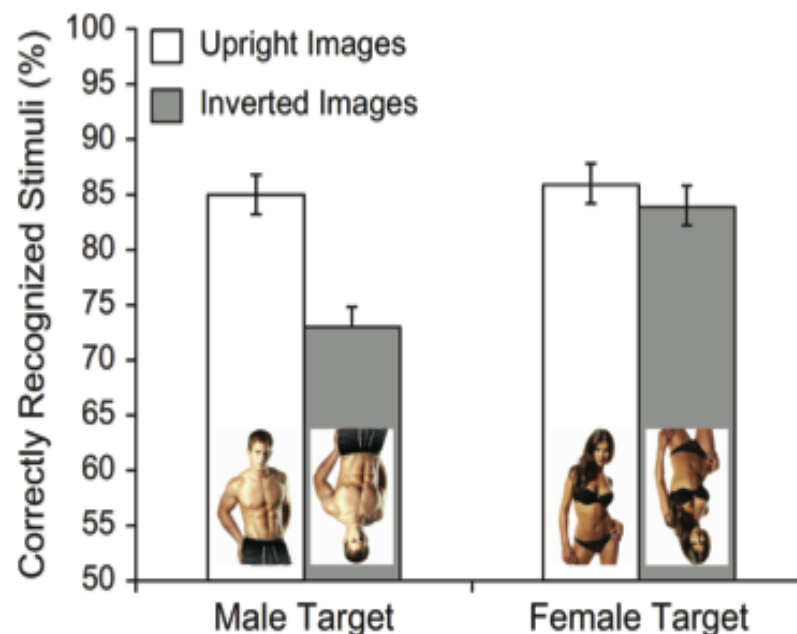 Correctly Recognized Stimuli (%)
100
95
90
85
80
75
70
65
60
55
50
Upright Images
Inverted Images
Male Target
Female Target